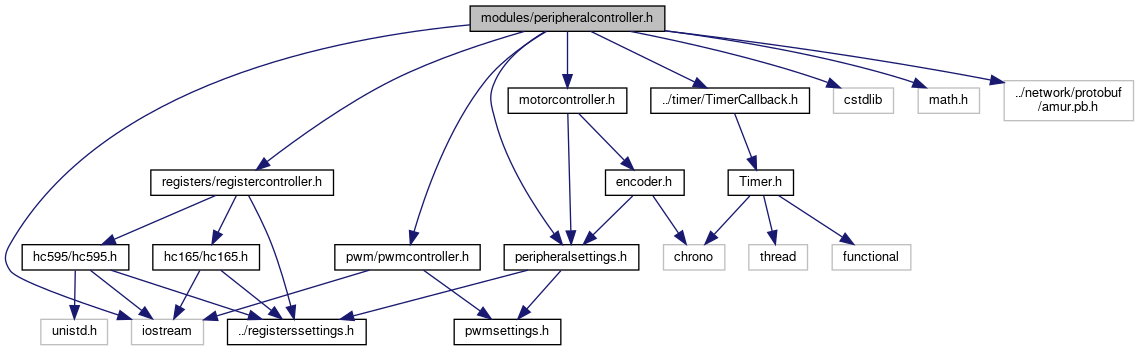 modules/peripheralcontroller.h
motorcontroller.h
../timer/TimerCallback.h
cstdlib
math.h
../network/protobuf
/amur.pb.h
registers/registercontroller.h
encoder.h
Timer.h
hc595/hc595.h
hc165/hc165.h
pwm/pwmcontroller.h
peripheralsettings.h
chrono
thread
functional
unistd.h
iostream
../registerssettings.h
pwmsettings.h